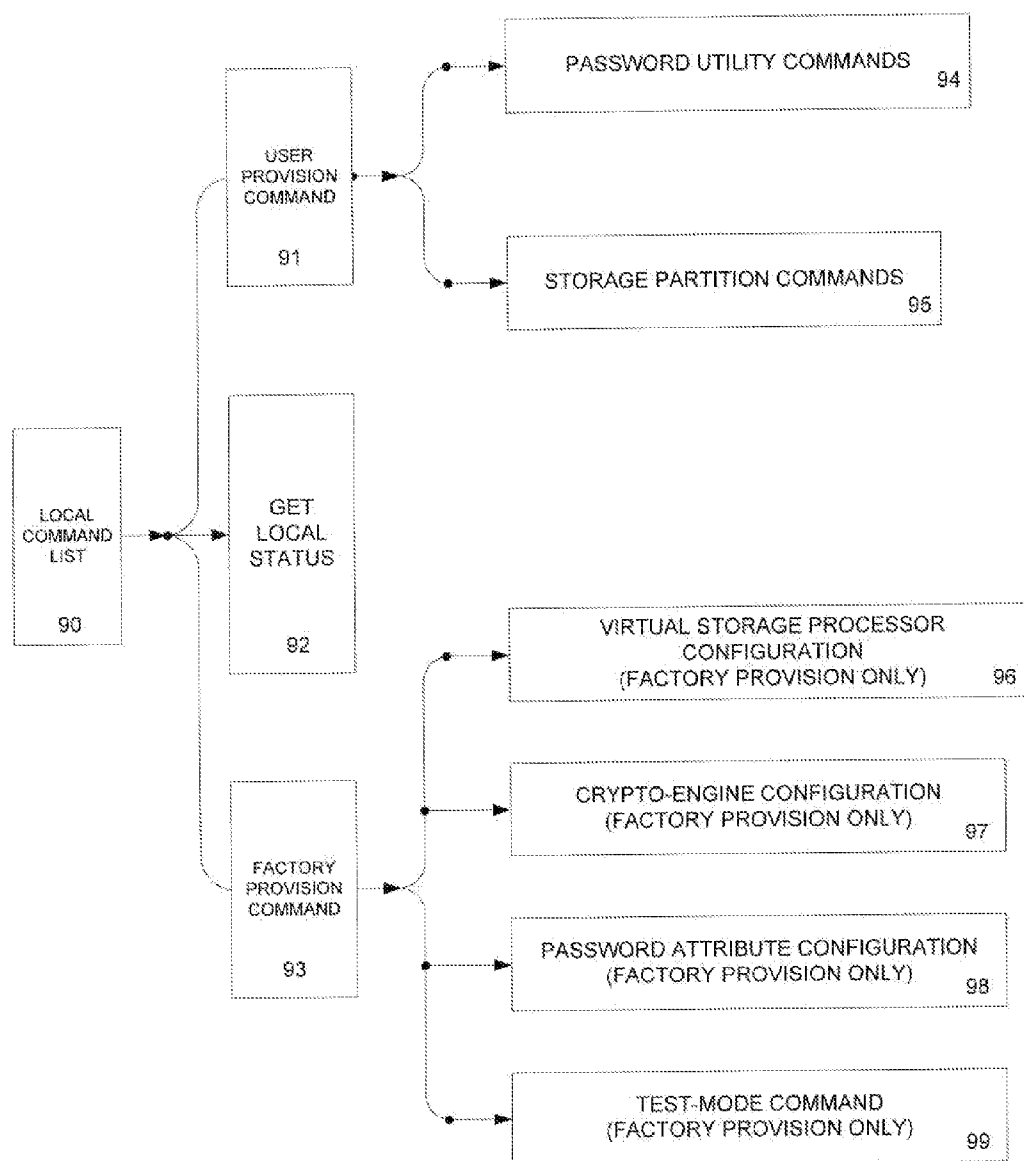 PASSWORD UTILITY COMMANDS
94
USER
PROVISION
COMMAND
91
STORAGE PARTITION COMMANDS
95
LOCAL
COMMAND
LIST
90
GET
LOCAL
STATUS
92
VIRTUAL STORAGE PROCESSOR
CONFIGURATION
(FACTORY PROVISION ONLY)
96
CRYPTO-ENGINE CONFIGURATION
(FACTORY PROVISION ONLY)
97
FACTORY
PROVISION
COMMAND
93
PASSWORD ATTRIBUTE CONFIGURATION
(FACTORY PROVISION ONLY)
98
TEST-MODE COMMAND
(FACTORY PROVISION ONLY)
99